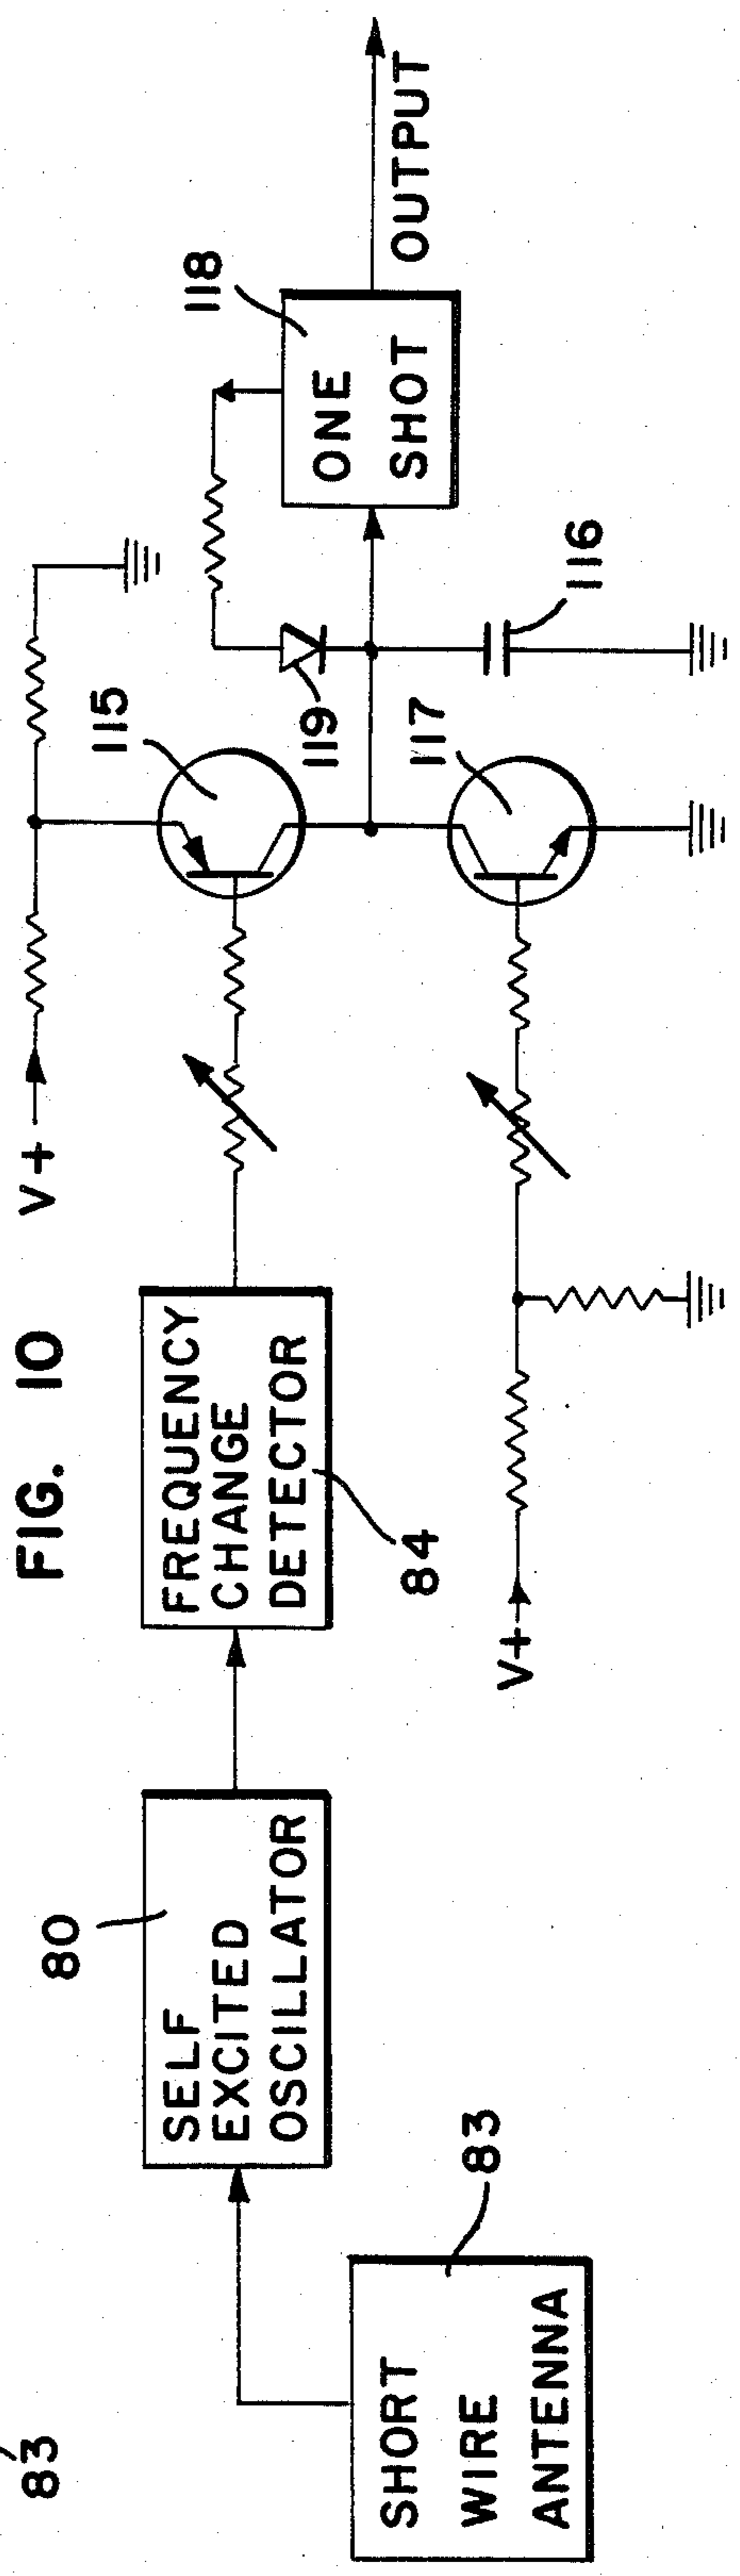 FIG. 10
V+
115
118
ONE
SHOT
OUTPUT
119
116
117
FREQUENCY
CHANGE
DETECTOR
84
V+
80
SELF
EXCITED
OSCILLATOR
83
SHORT
WIRE
ANTENNA
83